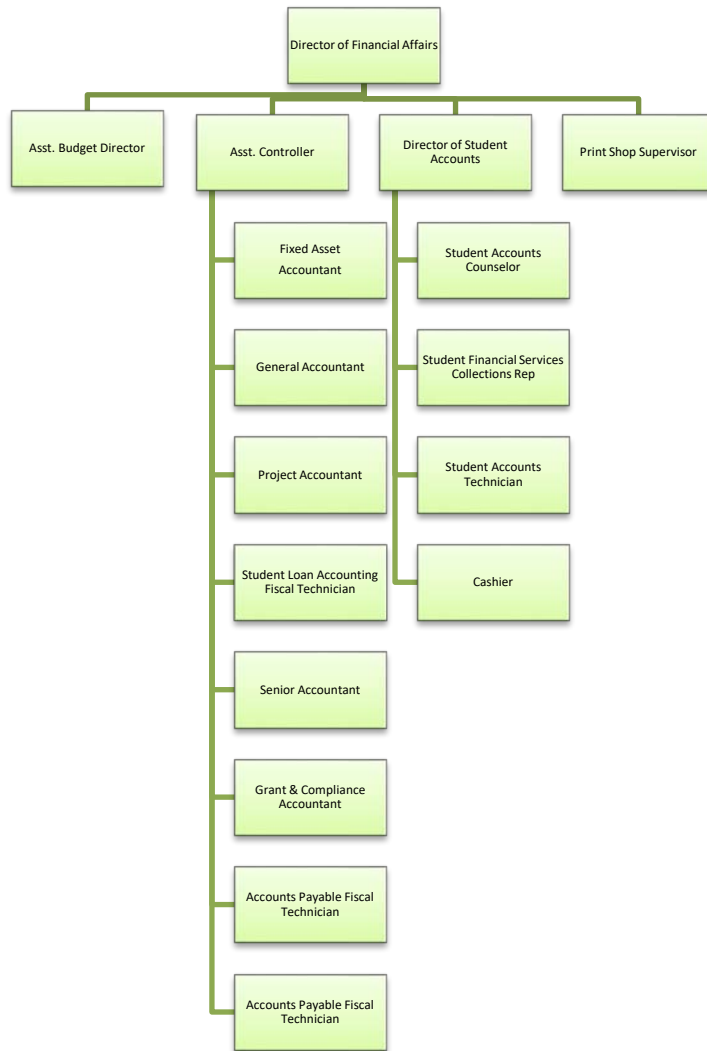 Director of Financial Affairs
Asst. Budget Director
Asst. Controller
Director of Student
Accounts
Print Shop Supervisor
Fixed Asset
Accountant
General Accountant
Project Accountant
Student Loan Accounting
Fiscal Technician
Senior Accountant
Grant & Compliance
Accountant
Accounts Payable Fiscal
Technician
Accounts Payable Fiscal
Technician
Student Accounts
Counselor
Student Financial Services
Collections Rep
Student Accounts
Technician
Cashier